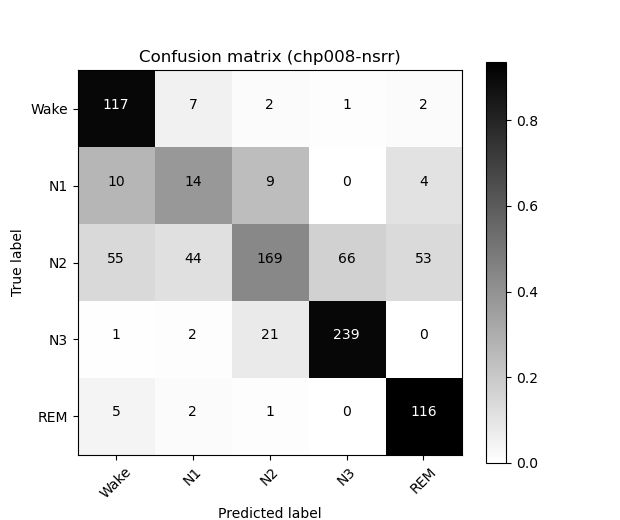 Confusion matrix (chp008-nsrr)
Wake 117 7 2 1 2
N1 10 14 9 0 4
N2 55 44 169 66 53
N3 1 2 21 239 0
REM 5 2 1 0 116
Wake N1 N2 N3 REM
True label
Predicted label
0.8
0.6
0.4
0.2
0.0